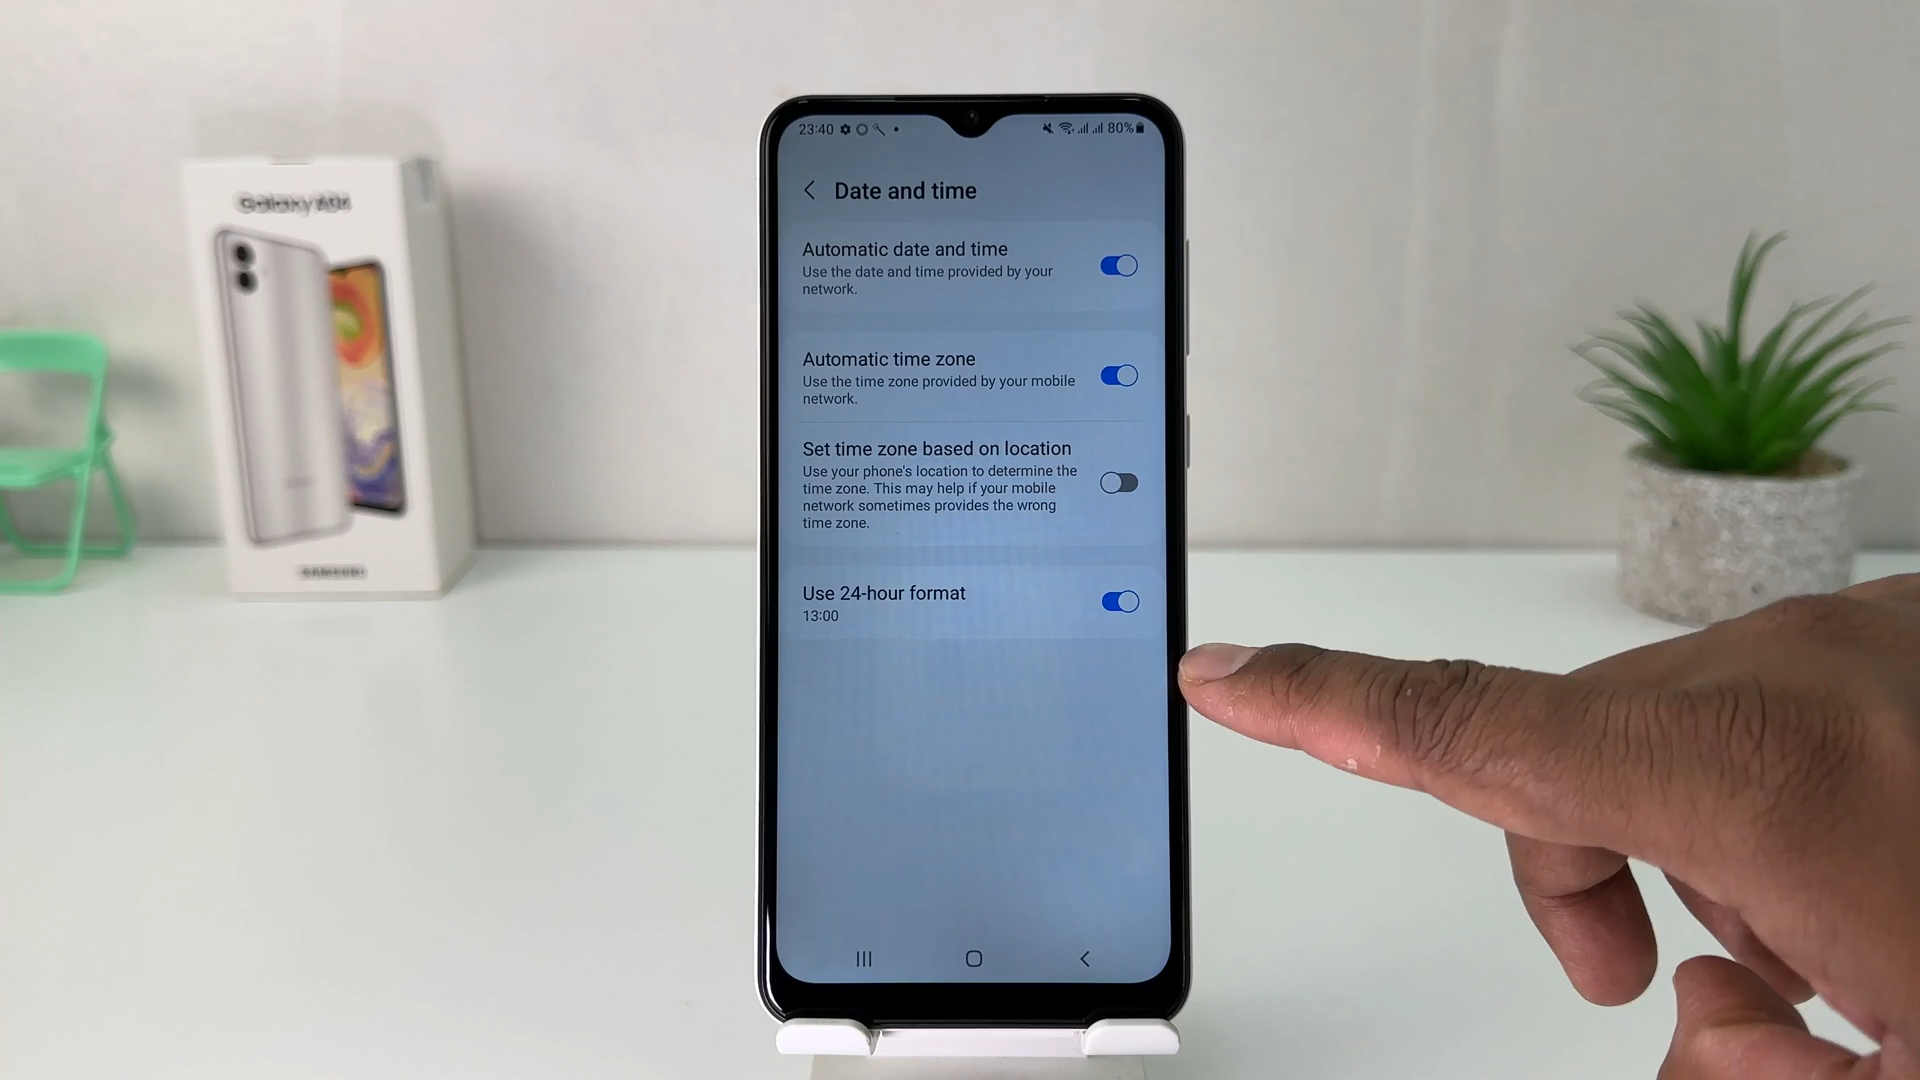 Galaxy A04
SAMSUNG
23:40
80%
Date and time
Automatic date and time
Use the date and time provided by your
network.
Automatic time zone
Use the time zone provided by your mobile
network.
Set time zone based on location
Use your phone's location to determine the
time zone. This may help if your mobile
network sometimes provides the wrong
time zone.
Use 24-hour format
13:00